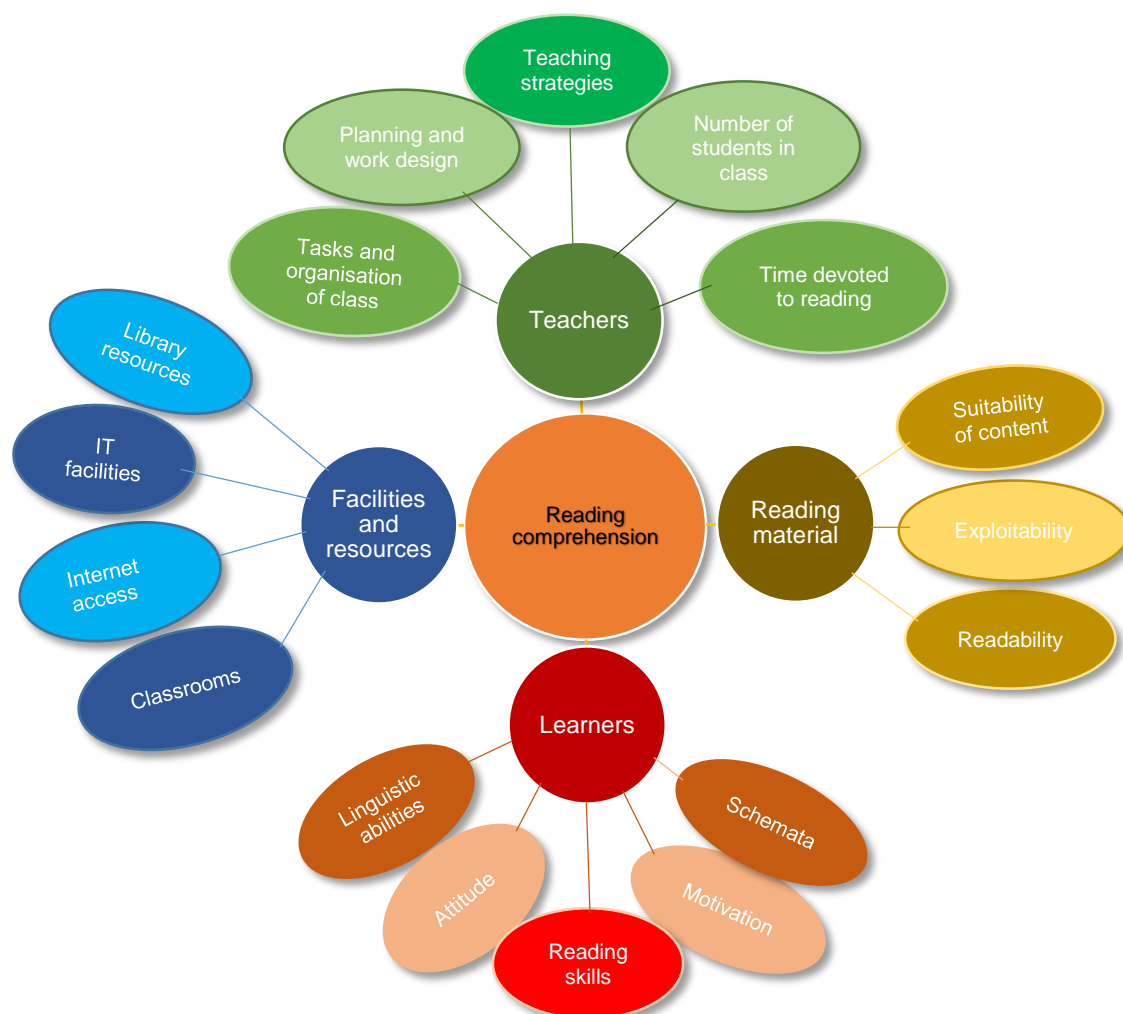 Teaching
strategies
Planning and
work design
Number of
students in
class
Tasks and
organisation
of class
Time devoted
to reading
Teachers
Library
resources
IT
facilities
Internet
access
Classrooms
Facilities
and
resources
Reading
comprehension
Reading
material
Suitability
of content
Exploitability
Readability
Learners
Linguistic
abilities
Attitude
Reading
skills
Motivation
Schemata